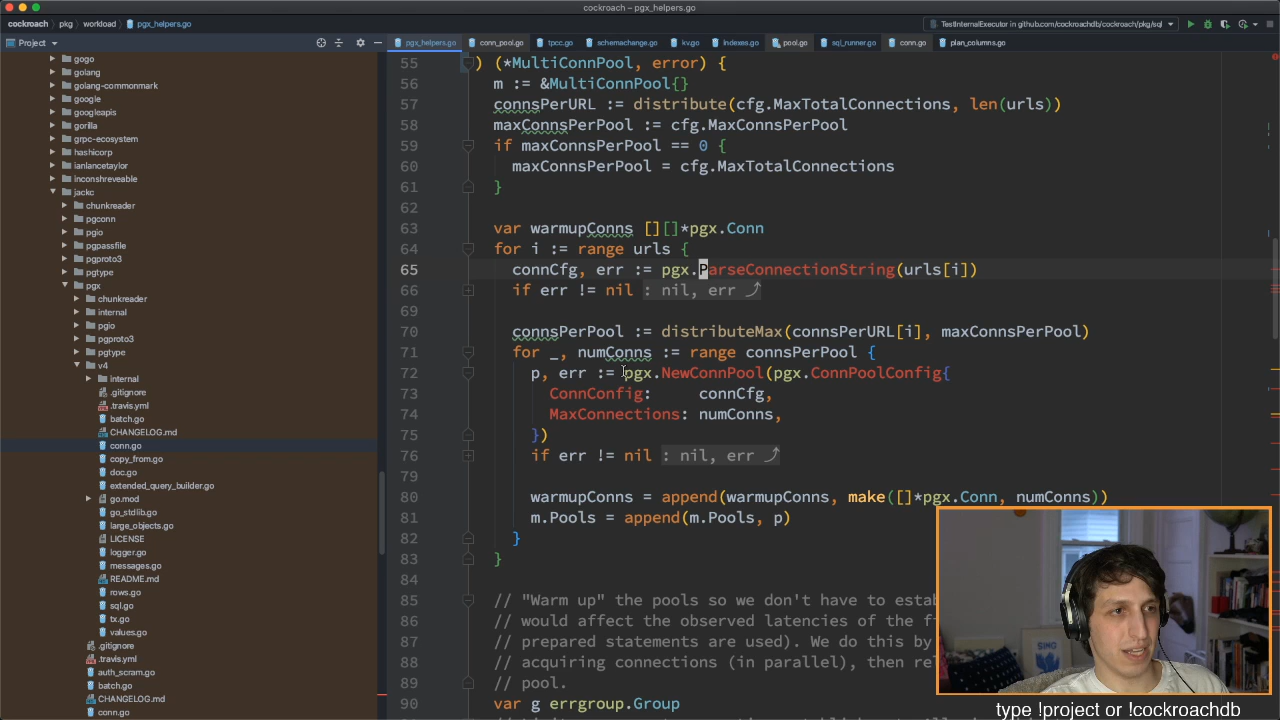 cockroach – pgx_helpers.go
cockroach pkg workload pgx_helpers.go
TestInternalExecutor in github.com/cockroachdb/cockroach/pkg/sql
Project
pgx_helpers.go conn_pool.go tpcc.go schemachange.go kv.go indexes.go pool.go sql_runner.go conn.go plan_columns.go
gogo
golang
golang-commonmark
google
googleapis
gorilla
grpc-ecosystem
hashicorp
ianlancetaylor
inconshreveable
jackc
chunkreader
pgconn
pgio
pgpassfile
pgproto3
pgtype
pgx
chunkreader
internal
pgio
pgproto3
pgtype
v4
internal
.gitignore
.travis.yml
batch.go
CHANGELOG.md
conn.go
copy_from.go
doc.go
extended_query_builder.go
go.mod
go_stdlib.go
large_objects.go
LICENSE
logger.go
messages.go
README.md
rows.go
sql.go
tx.go
values.go
.gitignore
.travis.yml
auth_scram.go
batch.go
CHANGELOG.md
conn.go
55 ) (*MultiConnPool, error) {
56 m := &MultiConnPool{}
57 connsPerURL := distribute(cfg.MaxTotalConnections, len(urls))
58 maxConnsPerPool := cfg.MaxConnsPerPool
59 if maxConnsPerPool == 0 {
60 maxConnsPerPool = cfg.MaxTotalConnections
61 }
62
63 var warmupConns [][]*pgx.Conn
64 for i := range urls {
65 connCfg, err := pgx.ParseConnectionString(urls[i])
66 if err != nil : nil, err
69
70 connsPerPool := distributeMax(connsPerURL[i], maxConnsPerPool)
71 for _, numConns := range connsPerPool {
72 p, err := pgx.NewConnPool(pgx.ConnPoolConfig{
73 ConnConfig: connCfg,
74 MaxConnections: numConns,
75 })
76 if err != nil : nil, err
79
80 warmupConns = append(warmupConns, make([]*pgx.Conn, numConns))
81 m.Pools = append(m.Pools, p)
82 }
83 }
84
85 // "Warm up" the pools so we don't have to estab
86 // would affect the observed latencies of the f
87 // prepared statements are used). We do this by
88 // acquiring connections (in parallel), then rel
89 // pool.
90 var g errgroup.Group
SING
type !project or !cockroachdb